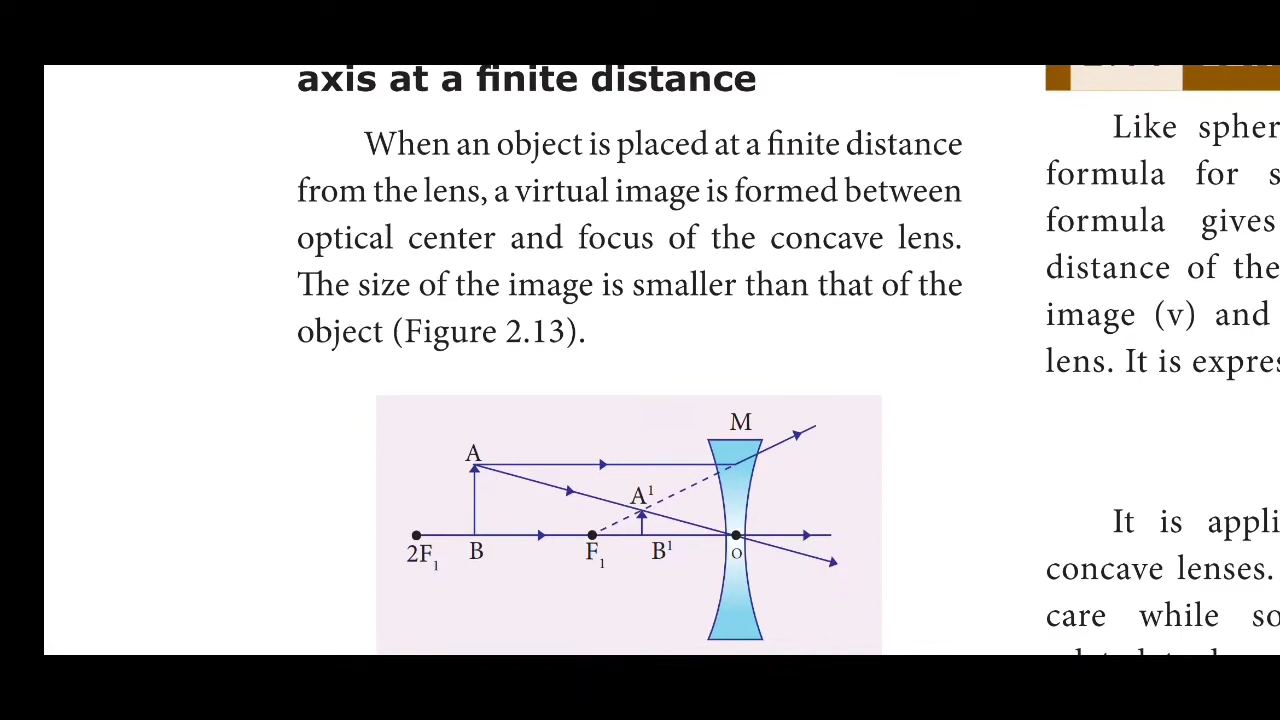 axis at a finite distance
When an object is placed at a finite distance
from the lens, a virtual image is formed between
optical center and focus of the concave lens.
The size of the image is smaller than that of the
object (Figure 2.13).
M
A
A¹
2F₁
B
F₁
B¹
O
Like spher
formula for s
formula gives
distance of the
image (v) and
lens. It is expres
It is appli
concave lenses.
care while so